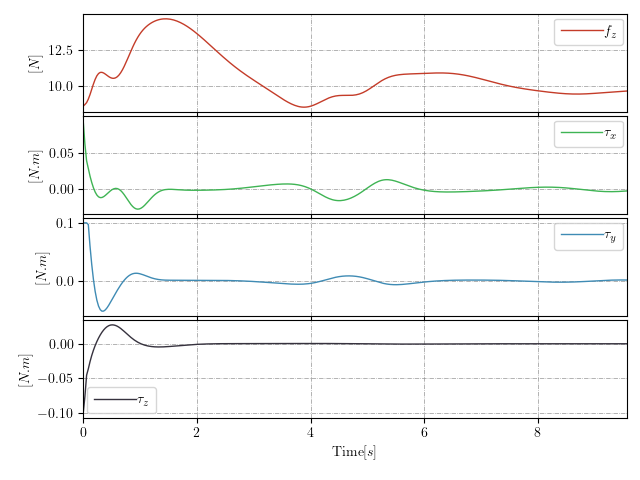 12.5
10.0
[N]
f_z
0.05
0.00
[N.m]
τ_x
0.1
0.0
[N.m]
τ_y
0.00
−0.05
−0.10
[N.m]
τ_z
0 2 4 6 8
Time[s]